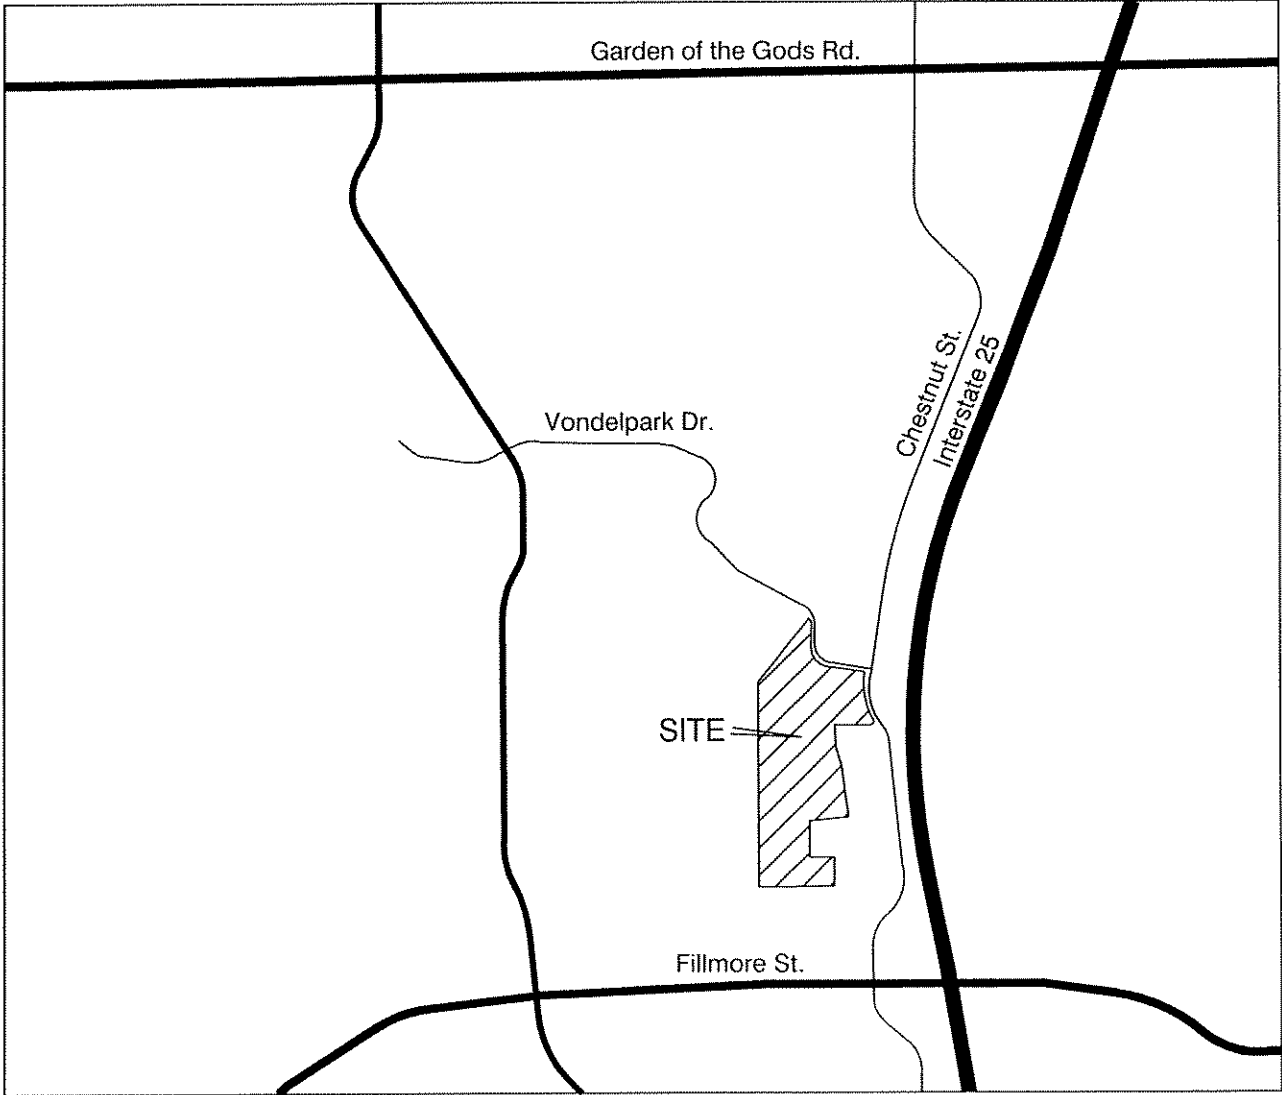 Garden of the Gods Rd.
Chestnut St.
Interstate 25
Vondelpark Dr.
SITE
Fillmore St.